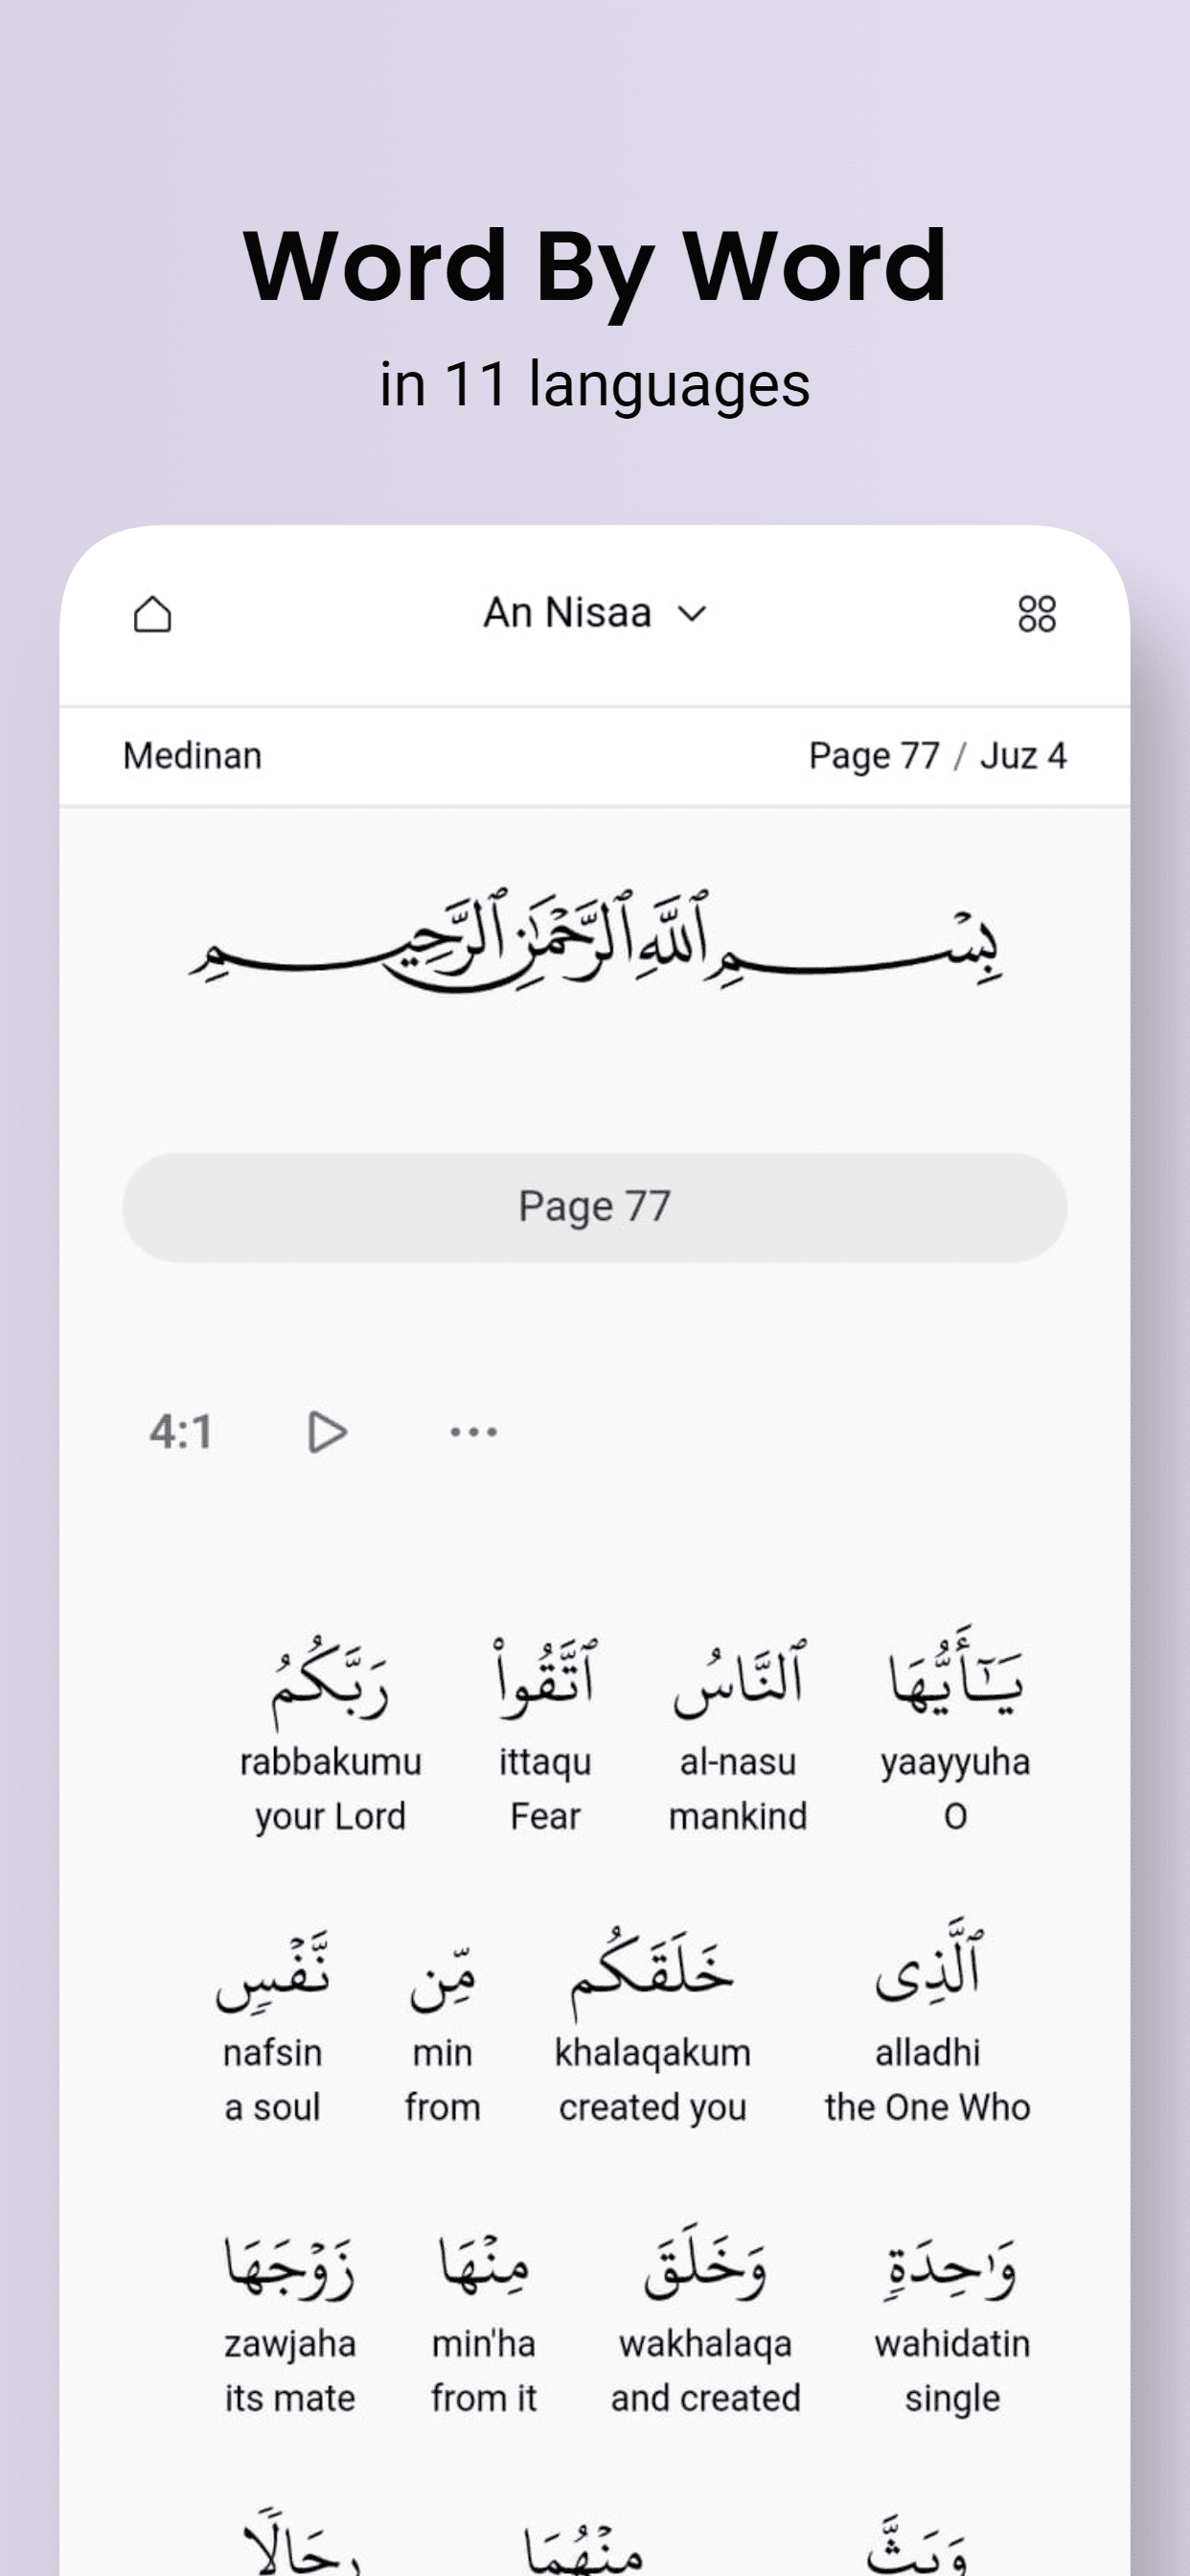 Word By Word
in 11 languages
An Nisaa
Medinan
Page 77 / Juz 4
بِسْمِ ٱللَّهِ ٱلرَّحْمَٰنِ ٱلرَّحِيمِ
Page 77
4:1
يَـٰٓأَيُّهَا ٱلنَّاسُ ٱتَّقُوا۟ رَبَّكُمُ
yaayyuha al-nasu ittaqu rabbakumu
O mankind Fear your Lord
ٱلَّذِى خَلَقَكُم مِّن نَّفْسٍ
alladhi khalaqakum min nafsin
the One Who created you from a soul
وَٰحِدَةٍ وَخَلَقَ مِنْهَا زَوْجَهَا
wahidatin wakhalaqa min'ha zawjaha
single and created from it its mate
وَبَثَّ مِنْهُمَا رِجَالًا